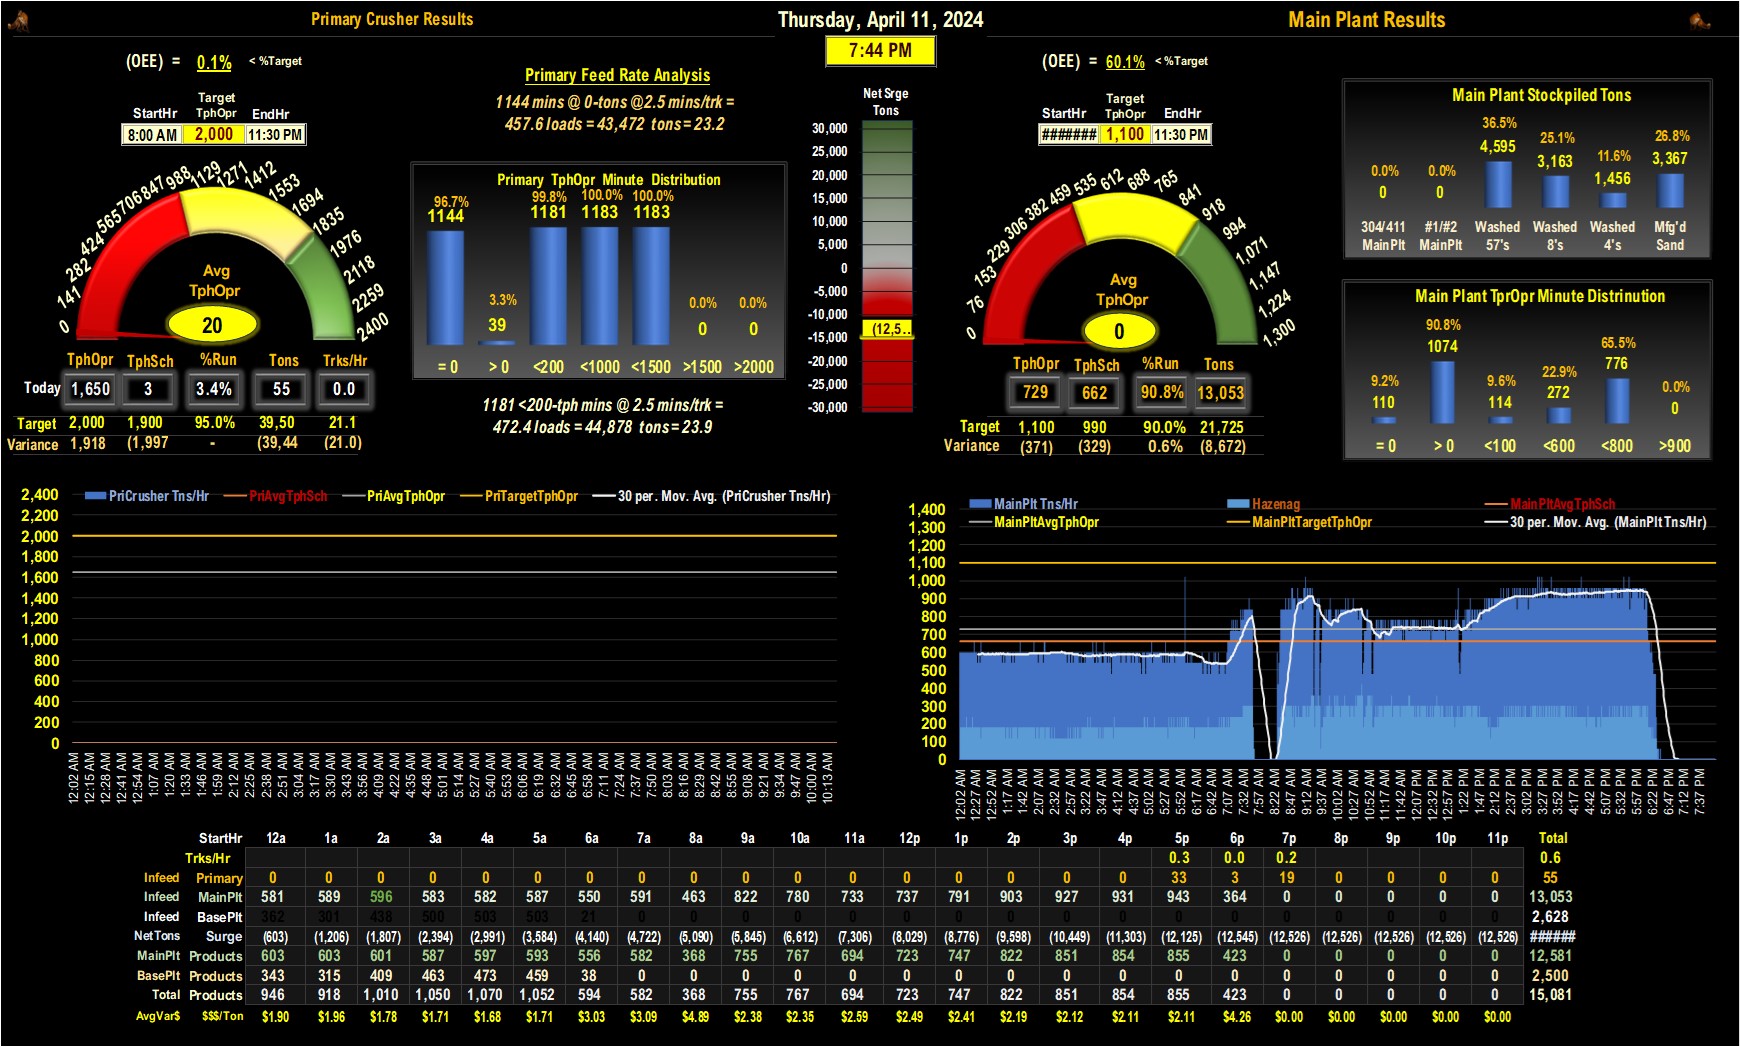 Primary Crusher Results
Thursday, April 11, 2024
Main Plant Results
7:44 PM
(OEE) = 0.1% < %Target
StartHr Target TphOpr EndHr
8:00 AM 2,000 11:30 PM
0 141 282 424 565 706 847 988 1129 1271 1412 1553 1694 1835 1976 2118 2259 2400
Avg
TphOpr
20
TphOpr TphSch %Run Tons Trks/Hr
Today 1,650 3 3.4% 55 0.0
Target 2,000 1,900 95.0% 39,50 21.1
Variance 1,918 (1,997 - (39,44 (21.0)
Primary Feed Rate Analysis
1144 mins @ 0-tons @2.5 mins/trk =
457.6 loads = 43,472 tons = 23.2
Primary TphOpr Minute Distribution
96.7% 3.3% 99.8% 100.0% 100.0% 0.0% 0.0%
1144 39 1181 1183 1183 0 0
= 0 > 0 <200 <1000 <1500 >1500 >2000
1181 <200-tph mins @ 2.5 mins/trk =
472.4 loads = 44,878 tons = 23.9
Net Srge
Tons
30,000
25,000
20,000
15,000
10,000
5,000
0
-5,000
-10,000
(12,5..
-15,000
-20,000
-25,000
-30,000
(OEE) = 60.1% < %Target
StartHr Target TphOpr EndHr
####### 1,100 11:30 PM
0 76 153 229 306 382 459 535 612 688 765 841 918 994 1,071 1,147 1,224 1,300
Avg
TphOpr
0
TphOpr TphSch %Run Tons
729 662 90.8% 13,053
Target 1,100 990 90.0% 21,725
Variance (371) (329) 0.6% (8,672)
Main Plant Stockpiled Tons
0.0% 0.0% 36.5% 25.1% 11.6% 26.8%
0 0 4,595 3,163 1,456 3,367
304/411 #1/#2 Washed Washed Washed Mfg'd
MainPlt MainPlt 57's 8's 4's Sand
Main Plant TprOpr Minute Distrinution
9.2% 90.8% 9.6% 22.9% 65.5% 0.0%
110 1074 114 272 776 0
= 0 > 0 <100 <600 <800 >900
PriCrusher Tns/Hr PriAvgTphSch PriAvgTphOpr PriTargetTphOpr 30 per. Mov. Avg. (PriCrusher Tns/Hr)
2,400
2,200
2,000
1,800
1,600
1,400
1,200
1,000
800
600
400
200
0
12:02 AM 12:15 AM 12:28 AM 12:41 AM 12:54 AM 1:07 AM 1:20 AM 1:33 AM 1:46 AM 1:59 AM 2:12 AM 2:25 AM 2:38 AM 2:51 AM 3:04 AM 3:17 AM 3:30 AM 3:43 AM 3:56 AM 4:09 AM 4:22 AM 4:35 AM 4:48 AM 5:01 AM 5:14 AM 5:27 AM 5:40 AM 5:53 AM 6:06 AM 6:19 AM 6:32 AM 6:45 AM 6:58 AM 7:11 AM 7:24 AM 7:37 AM 7:50 AM 8:03 AM 8:16 AM 8:29 AM 8:42 AM 8:55 AM 9:08 AM 9:21 AM 9:34 AM 9:47 AM 10:00 AM 10:13 AM
MainPlt Tns/Hr Hazenag MainPltAvgTphSch
MainPltAvgTphOpr MainPltTargetTphOpr 30 per. Mov. Avg. (MainPlt Tns/Hr)
1,400
1,300
1,200
1,100
1,000
900
800
700
600
500
400
300
200
100
0
12:02 AM 12:27 AM 12:52 AM 1:17 AM 1:42 AM 2:07 AM 2:32 AM 2:57 AM 3:22 AM 3:47 AM 4:12 AM 4:37 AM 5:02 AM 5:27 AM 5:52 AM 6:17 AM 6:42 AM 7:07 AM 7:32 AM 7:57 AM 8:22 AM 8:47 AM 9:12 AM 9:37 AM 10:02 AM 10:27 AM 10:52 AM 11:17 AM 11:42 AM 12:07 PM 12:32 PM 12:57 PM 1:22 PM 1:47 PM 2:12 PM 2:37 PM 3:02 PM 3:27 PM 3:52 PM 4:17 PM 4:42 PM 5:07 PM 5:32 PM 5:57 PM 6:22 PM 6:47 PM 7:12 PM 7:37 PM
StartHr 12a 1a 2a 3a 4a 5a 6a 7a 8a 9a 10a 11a 12p 1p 2p 3p 4p 5p 6p 7p 8p 9p 10p 11p Total
Trks/Hr 0.3 0.0 0.2 0.6
Infeed Primary 0 0 0 0 0 0 0 0 0 0 0 0 0 0 0 0 0 33 3 19 0 0 0 0 55
Infeed MainPlt 581 589 596 583 582 587 550 591 463 822 780 733 737 791 903 927 931 943 364 0 0 0 0 0 13,053
Infeed BasePlt 362 301 438 500 503 503 21 0 0 0 0 0 0 0 0 0 0 0 0 0 0 0 0 0 2,628
NetTons Surge (603) (1,206) (1,807) (2,394) (2,991) (3,584) (4,140) (4,722) (5,090) (5,845) (6,612) (7,306) (8,029) (8,776) (9,598) (10,449) (11,303) (12,125) (12,545) (12,526) (12,526) (12,526) (12,526) (12,526) ######
MainPlt Products 603 603 601 587 597 593 556 582 368 755 767 694 723 747 822 851 854 855 423 0 0 0 0 0 12,581
BasePlt Products 343 315 409 463 473 459 38 0 0 0 0 0 0 0 0 0 0 0 0 0 0 0 0 0 2,500
Total Products 946 918 1,010 1,050 1,070 1,052 594 582 368 755 767 694 723 747 822 851 854 855 423 0 0 0 0 0 15,081
AvgVar$ $$$/Ton $1.90 $1.96 $1.78 $1.71 $1.68 $1.71 $3.03 $3.09 $4.89 $2.38 $2.35 $2.59 $2.49 $2.41 $2.19 $2.12 $2.11 $2.11 $4.26 $0.00 $0.00 $0.00 $0.00 $0.00